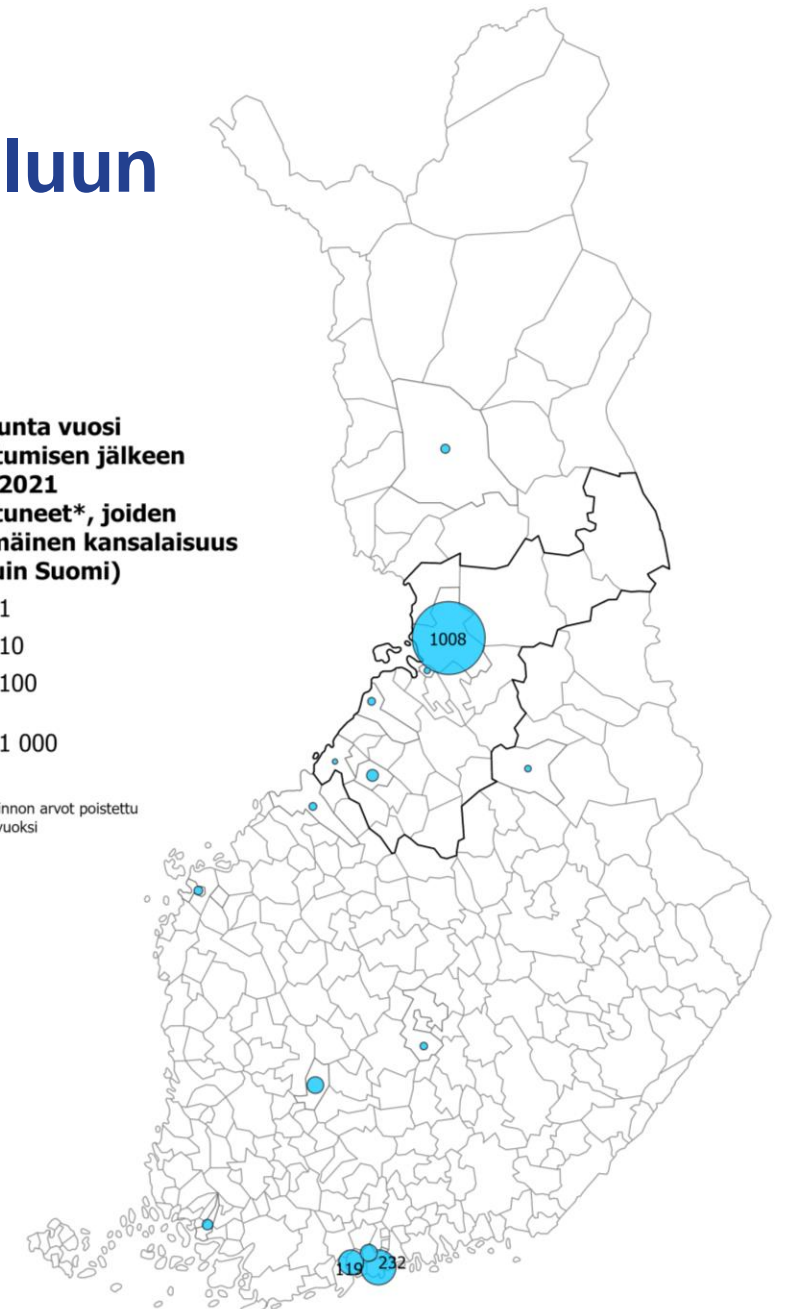 luun
unta vuosi
tumisen jälkeen
2021
tuneet*, joiden
mäinen kansalaisuus
uin Suomi)
1
10
100
1 000
innon arvot poistettu
vuoksi
1008
119
232